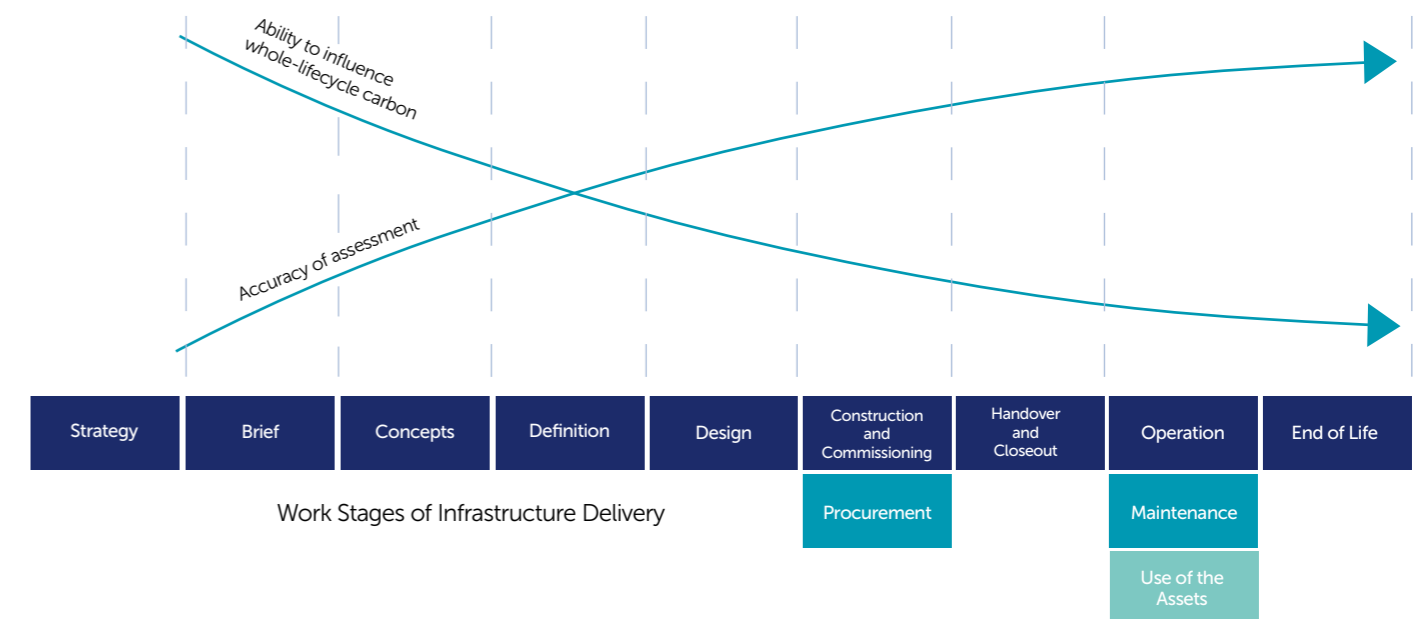 Ability to influence
whole-lifecycle carbon
Accuracy of assessment
Strategy
Brief
Concepts
Definition
Design
Construction
and
Commissioning
Handover
and
Closeout
Operation
End of Life
Work Stages of Infrastructure Delivery
Procurement
Maintenance
Use of the
Assets